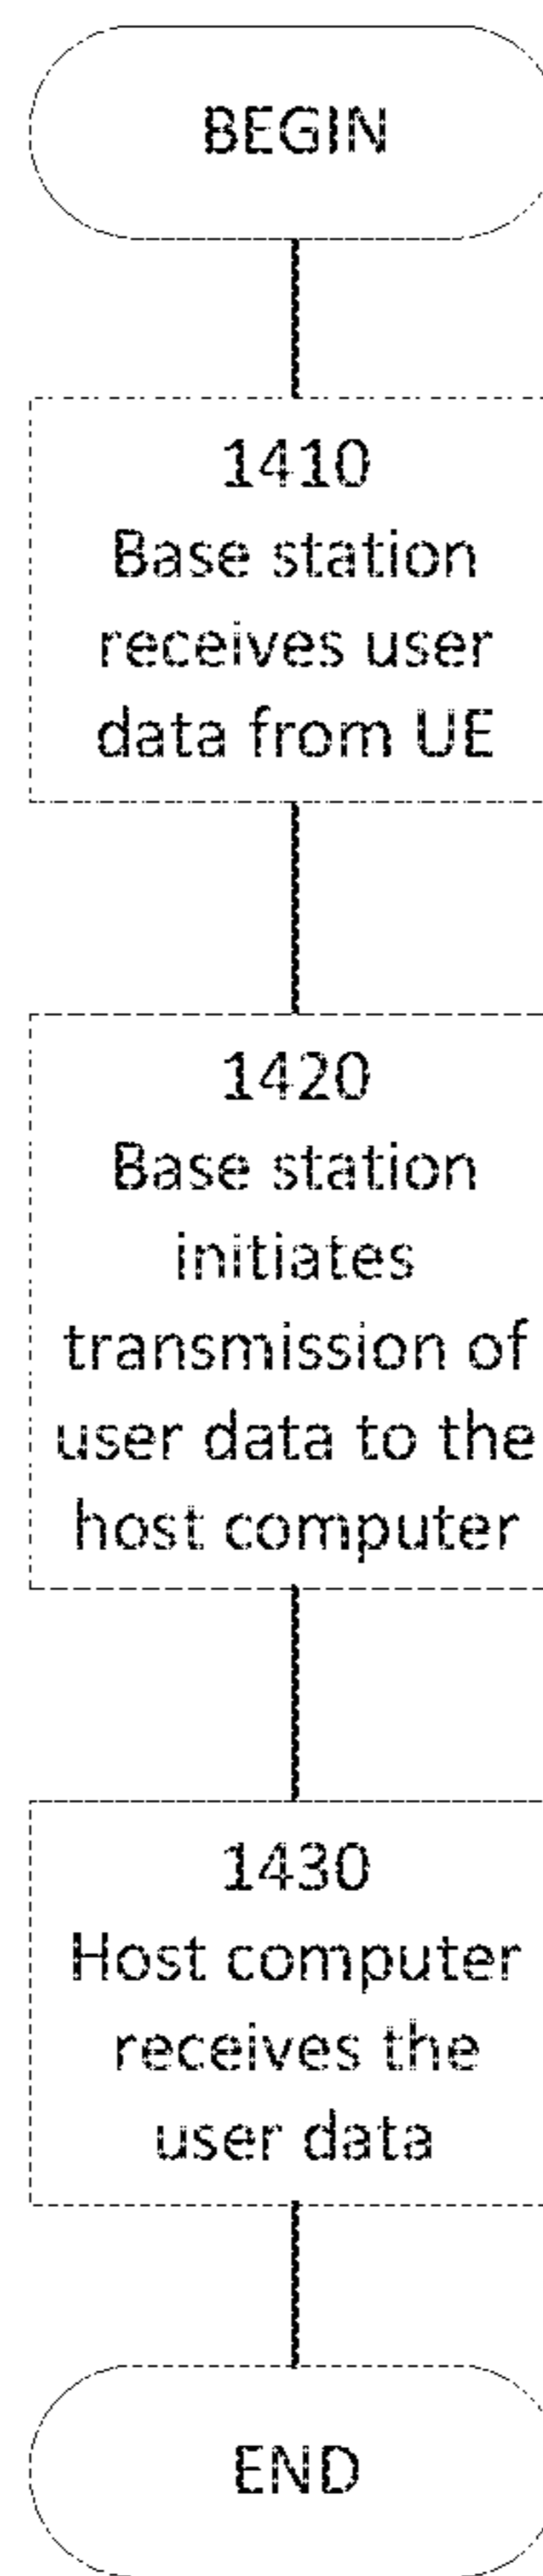 BEGIN
1410
Base station
receives user
data from UE
1420
Base station
initiates
transmission of
user data to the
host computer
1430
Host computer
receives the
user data
END